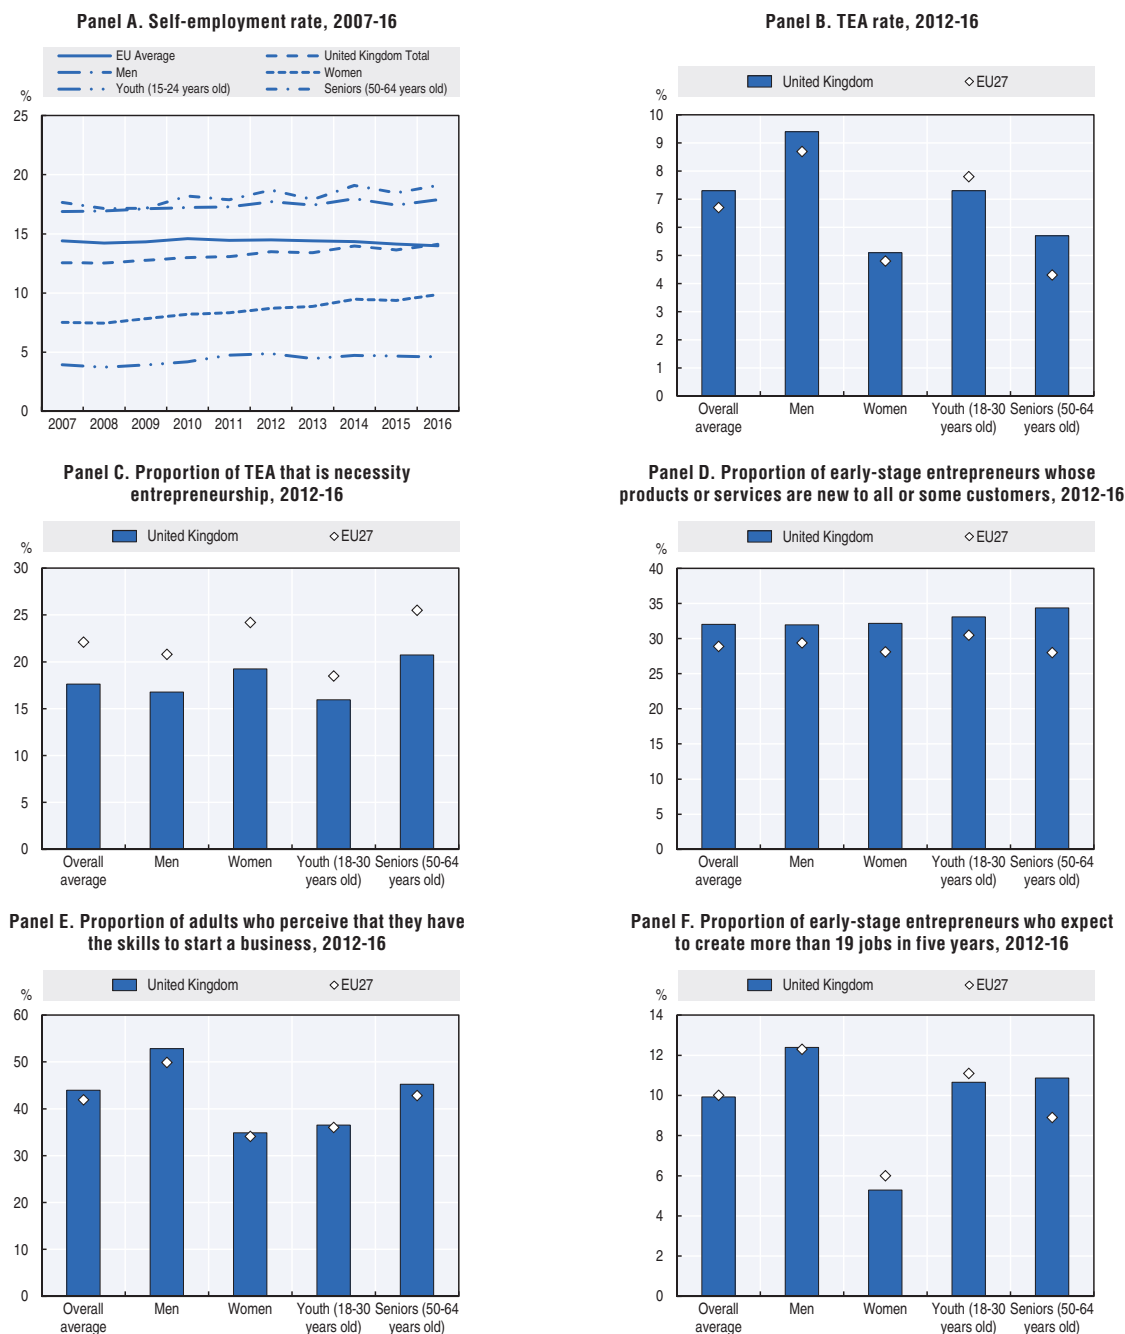 Panel A. Self-employment rate, 2007-16
EU Average
United Kingdom Total
Men
Women
Youth (15-24 years old)
Seniors (50-64 years old)
%
25
20
15
10
5
0
2007 2008 2009 2010 2011 2012 2013 2014 2015 2016
Panel B. TEA rate, 2012-16
United Kingdom
EU27
%
10
9
8
7
6
5
4
3
2
1
0
Overall average
Men
Women
Youth (18-30 years old)
Seniors (50-64 years old)
Panel C. Proportion of TEA that is necessity
entrepreneurship, 2012-16
United Kingdom
EU27
%
30
25
20
15
10
5
0
Overall average
Men
Women
Youth (18-30 years old)
Seniors (50-64 years old)
Panel D. Proportion of early-stage entrepreneurs whose
products or services are new to all or some customers, 2012-16
United Kingdom
EU27
%
40
35
30
25
20
15
10
5
0
Overall average
Men
Women
Youth (18-30 years old)
Seniors (50-64 years old)
Panel E. Proportion of adults who perceive that they have
the skills to start a business, 2012-16
United Kingdom
EU27
%
60
50
40
30
20
10
0
Overall average
Men
Women
Youth (18-30 years old)
Seniors (50-64 years old)
Panel F. Proportion of early-stage entrepreneurs who expect
to create more than 19 jobs in five years, 2012-16
United Kingdom
EU27
%
14
12
10
8
6
4
2
0
Overall average
Men
Women
Youth (18-30 years old)
Seniors (50-64 years old)